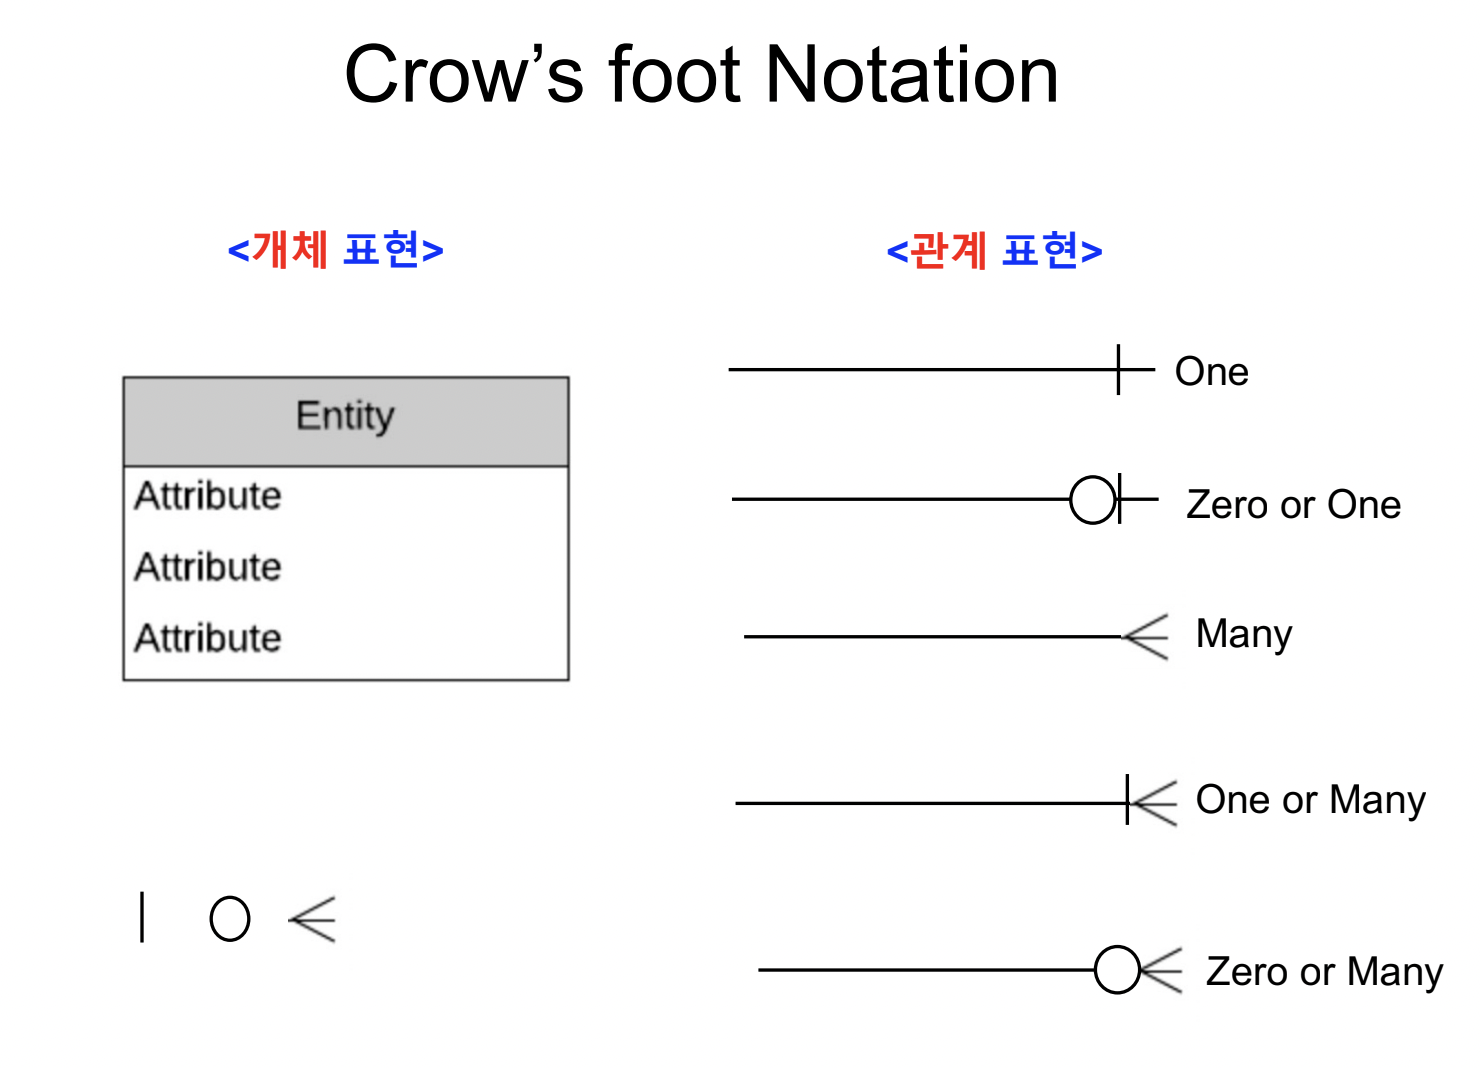 Crow’s foot Notation
<개체 표현>
Entity
Attribute
Attribute
Attribute
<관계 표현>
One
Zero or One
Many
One or Many
Zero or Many